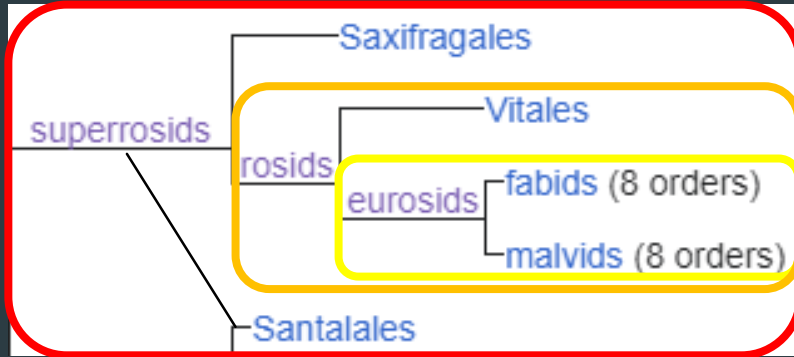 Saxifragales
Vitales
superrosids
rosids
fabids (8 orders)
eurosids
malvids (8 orders)
Santalales